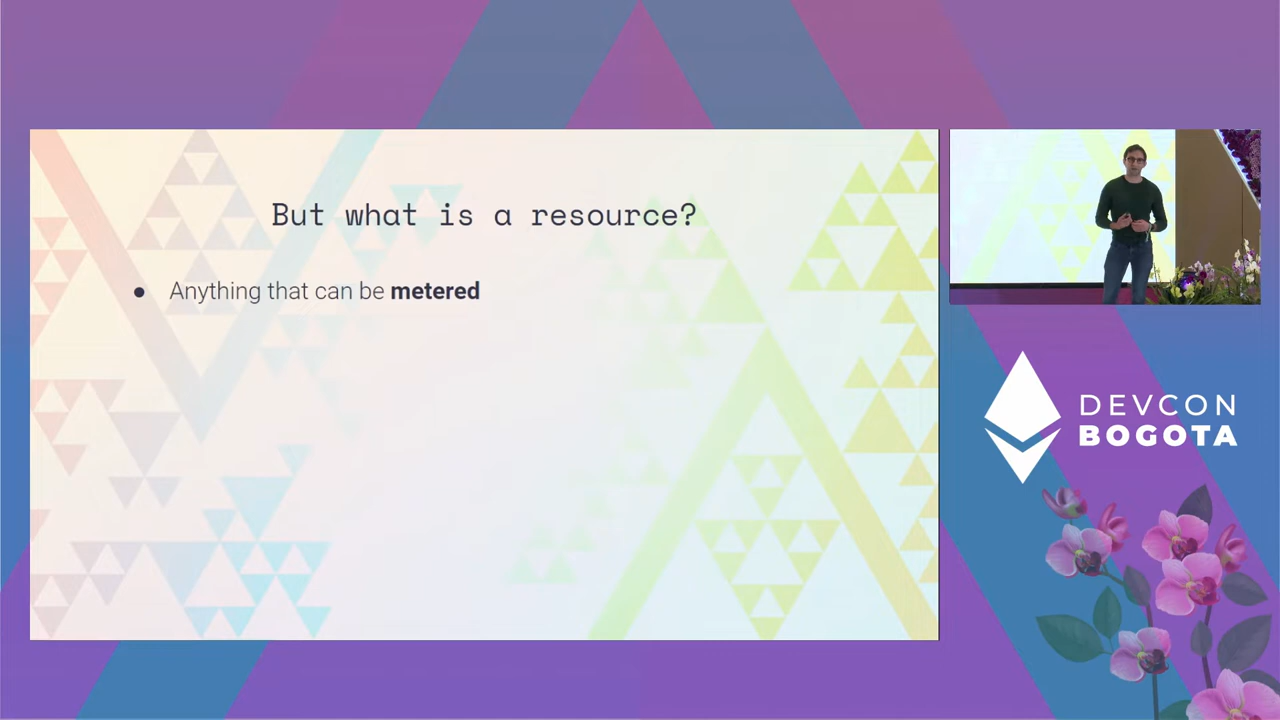 But what is a resource?
● Anything that can be metered
DEVCON
BOGOTA